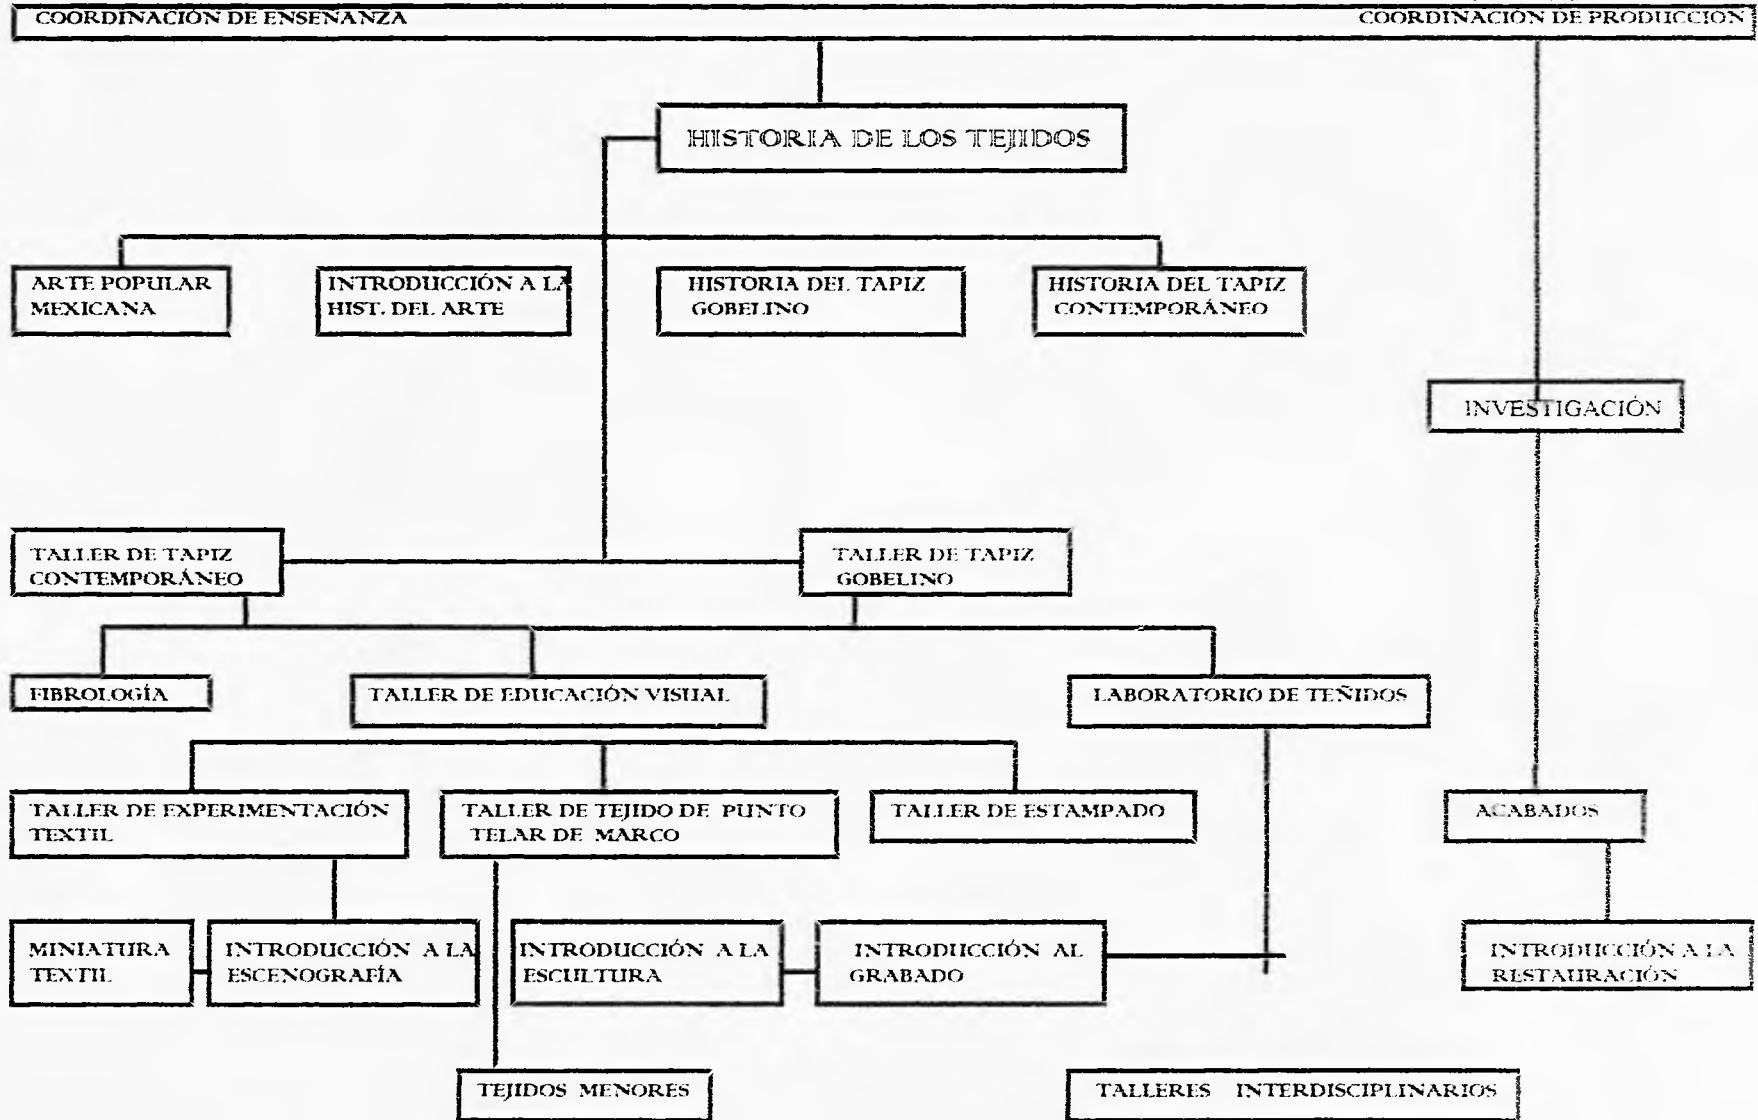 COORDINACIÓN DE ENSEÑANZA COORDINACIÓN DE PRODUCCIÓN
HISTORIA DE LOS TEJIDOS
ARTE POPULAR
MEXICANA
INTRODUCCIÓN A LA
HIST. DEL ARTE
HISTORIA DEL TAPIZ
GOBELINO
HISTORIA DEL TAPIZ
CONTEMPORÁNEO
INVESTIGACIÓN
TALLER DE TAPIZ
CONTEMPORÁNEO
TALLER DE TAPIZ
GOBELINO
FIBROLOGÍA
TALLER DE EDUCACIÓN VISUAL
LABORATORIO DE TEÑIDOS
TALLER DE EXPERIMENTACIÓN
TEXTIL
TALLER DE TEJIDO DE PUNTO
TELAR DE MARCO
TALLER DE ESTAMPADO
ACABADOS
MINIATURA
TEXTIL
INTRODUCCIÓN A LA
ESCENOGRAFÍA
INTRODUCCIÓN A LA
ESCULTURA
INTRODUCCIÓN AL
GRABADO
INTRODUCCIÓN A LA
RESTAURACIÓN
TEJIDOS MENORES
TALLERES INTERDISCIPLINARIOS